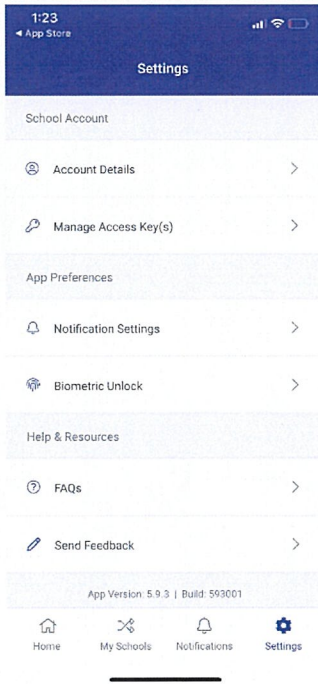 1:23
◀ App Store
Settings
School Account
Account Details
Manage Access Key(s)
App Preferences
Notification Settings
Biometric Unlock
Help & Resources
FAQs
Send Feedback
App Version: 5.9.3 | Build: 593001
Home My Schools Notifications Settings